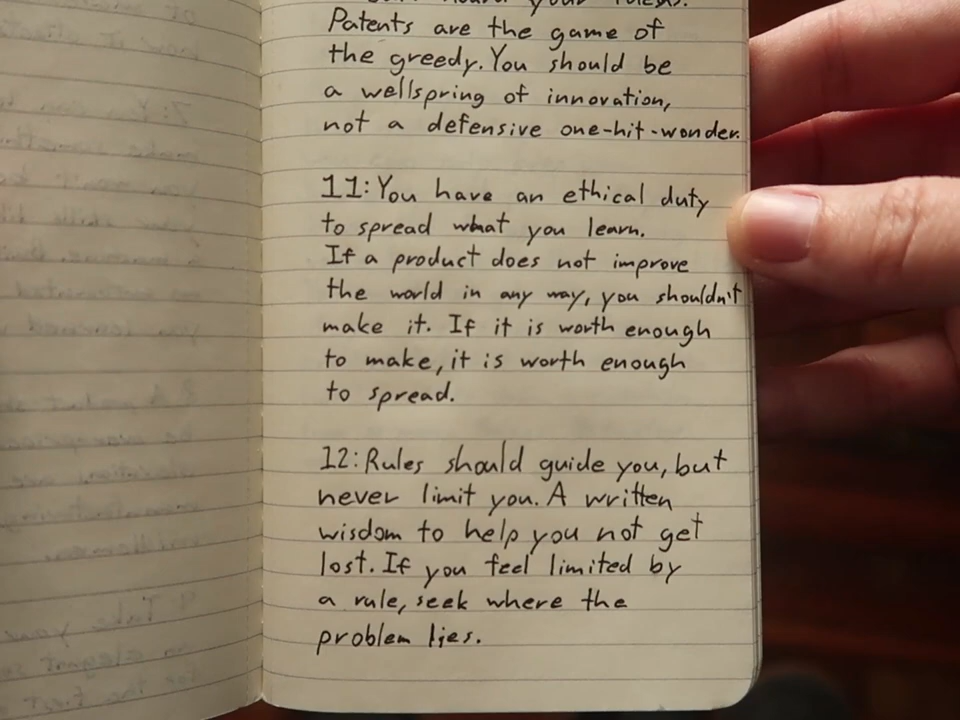 your
Patents are the game of
the greedy. You should be
a wellspring of innovation,
not a defensive one-hit-wonder.
11: You have an ethical duty
to spread what you learn.
If a product does not improve
the world in any way, you shouldn't
make it. If it is worth enough
to make, it is worth enough
to spread.
12: Rules should guide you, but
never limit you. A written
wisdom to help you not get
lost. If you feel limited by
a rule, seek where the
problem lies.